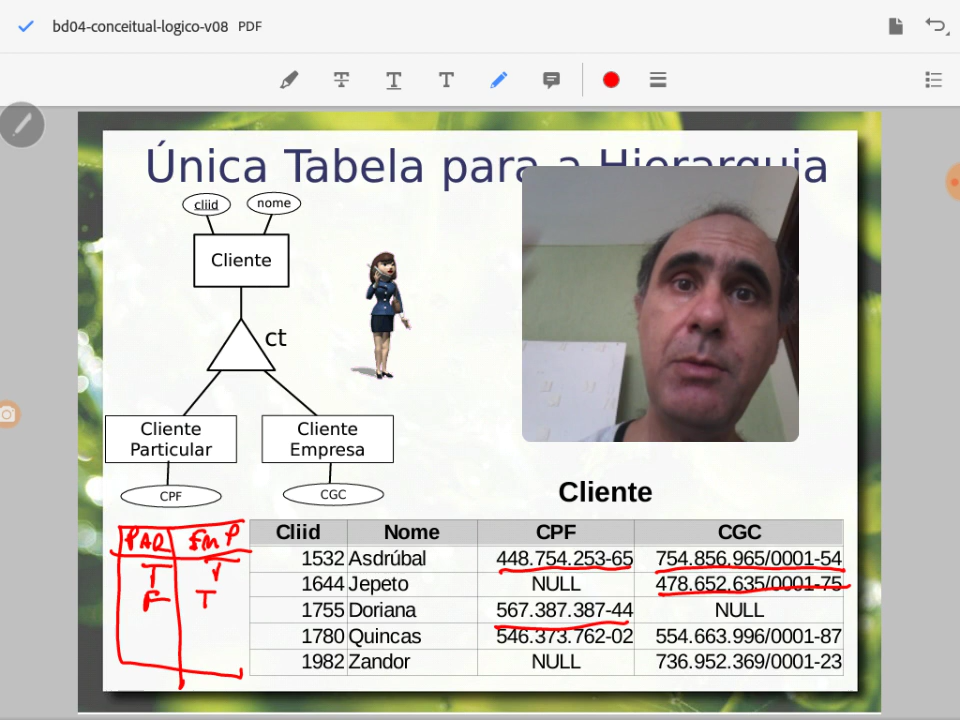 bd04-conceitual-logico-v08 PDF
Única Tabela para a Hierarquia
cliid nome
Cliente
ct
Cliente Particular
Cliente Empresa
CPF CGC
Cliente
PAR EMP
T T
F T
Cliid Nome CPF CGC
1532 Asdrúbal 448.754.253-65 754.856.965/0001-54
1644 Jepeto NULL 478.652.635/0001-75
1755 Doriana 567.387.387-44 NULL
1780 Quincas 546.373.762-02 554.663.996/0001-87
1982 Zandor NULL 736.952.369/0001-23